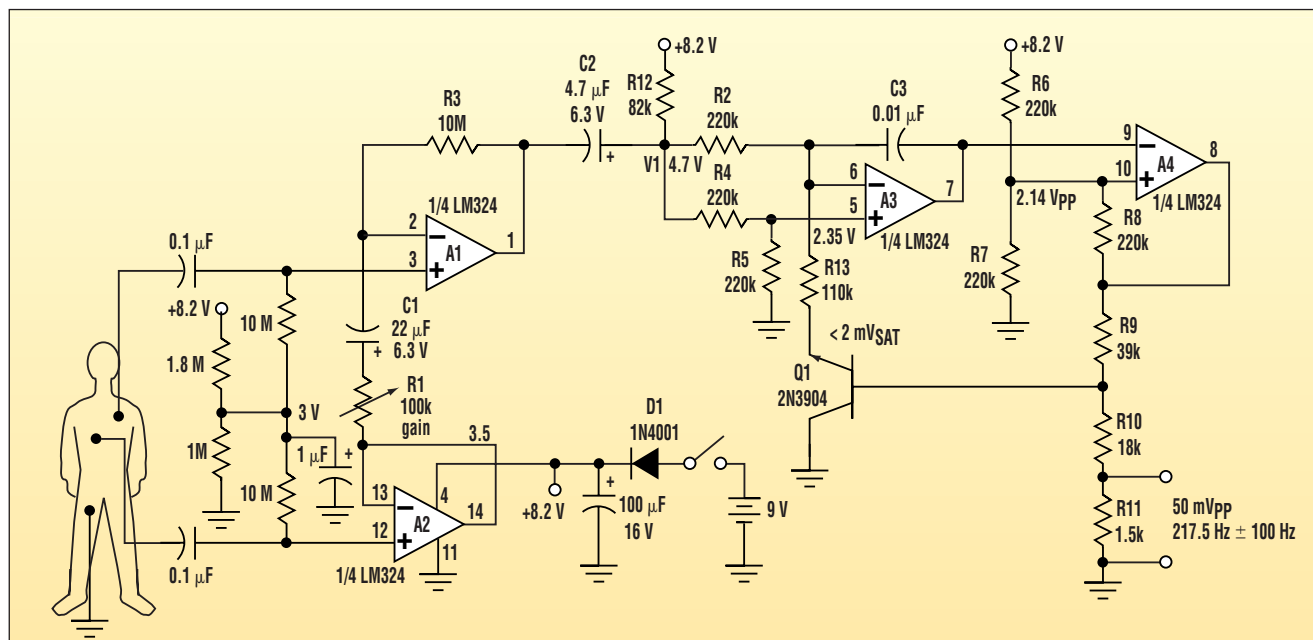 +8.2 V
C2
4.7 μF
6.3 V
R12
82k
R2
220k
C3
0.01 μF
+8.2 V
R6
220k
R3
10M
V1
4.7 V
R4
220k
9
10
A4
8
1/4 LM324
2.14 VPP
R8
220k
6
5
A3
7
1/4 LM324
2.35 V
R5
220k
R13
110k
R7
220k
1/4 LM324
2
3
A1
1
0.1 μF
+8.2 V
10 M
C1
22 μF
6.3 V
1.8 M
R1
100k
gain
3 V
1M
1 μF
10 M
3.5
13
12
A2
4
14
11
1/4 LM324
0.1 μF
+8.2 V
100 μF
16 V
D1
1N4001
9 V
< 2 mVSAT
Q1
2N3904
R9
39k
R10
18k
R11
1.5k
50 mVPP
217.5 Hz ± 100 Hz